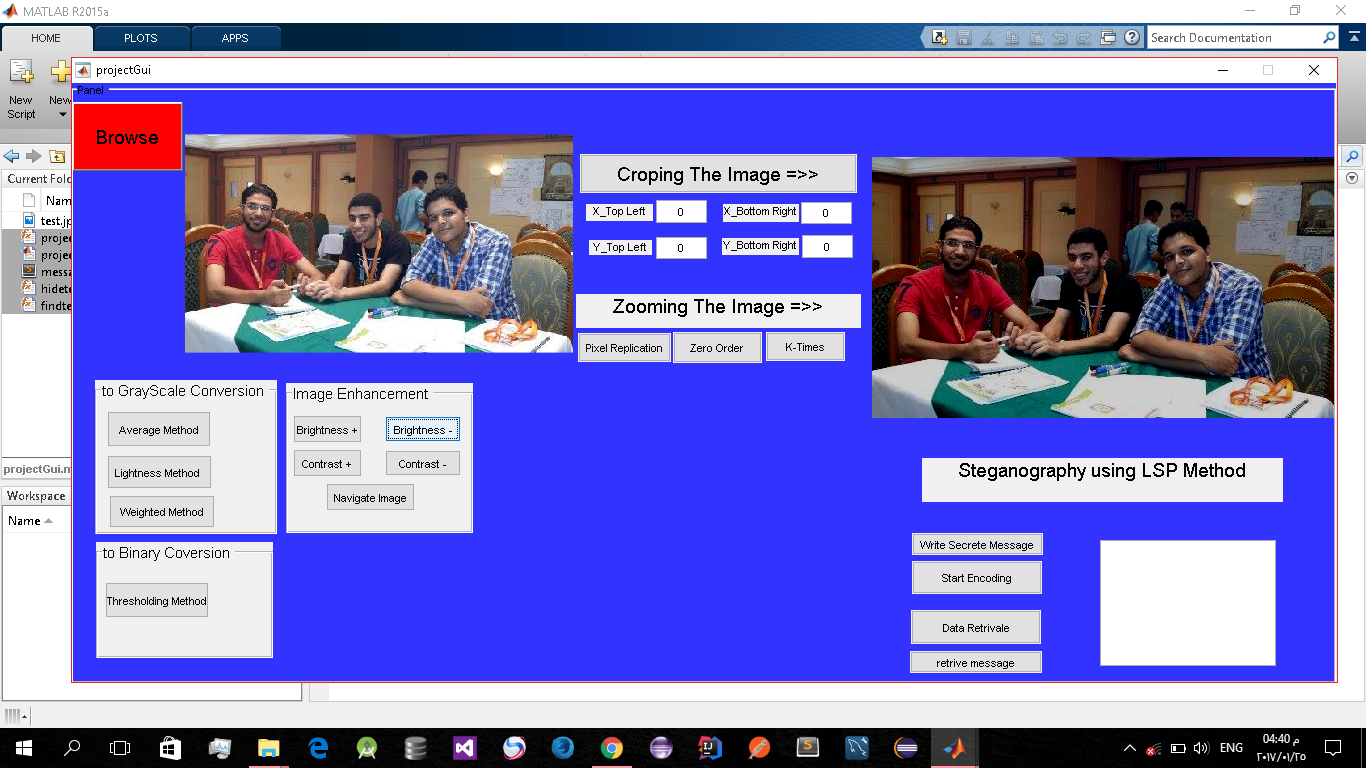 MATLAB R2015a
HOME
PLOTS
APPS
Search Documentation
New
Script
New
projectGui
Panel
Browse
Current Fold
Nam
test.jp
projec
projec
messa
hidete
findte
projectGui.m
Workspace
Name
Croping The Image =>>
X_Top Left
0
X_Bottom Right
0
Y_Top Left
0
Y_Bottom Right
0
Zooming The Image =>>
Pixel Replication
Zero Order
K-Times
to GrayScale Conversion
Average Method
Lightness Method
Weighted Method
Image Enhancement
Brightness +
Brightness -
Contrast +
Contrast -
Navigate Image
to Binary Coversion
Thresholding Method
Steganography using LSP Method
Write Secrete Message
Start Encoding
Data Retrivale
retrive message
ENG
04:40 م
٢٠١٧/٠١/٢٥